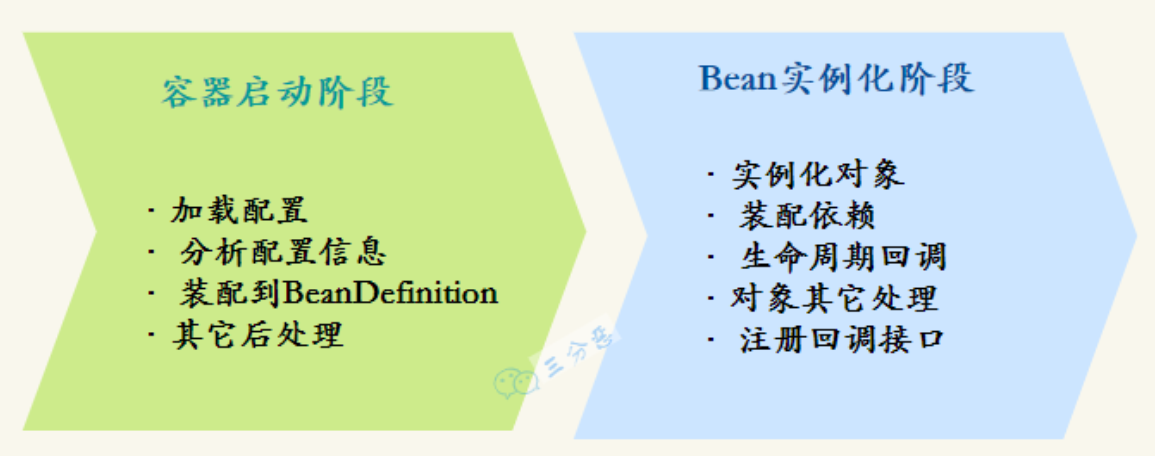 容器启动阶段
· 加载配置
· 分析配置信息
· 装配到BeanDefinition
· 其它后处理
Bean实例化阶段
· 实例化对象
· 装配依赖
· 生命周期回调
· 对象其它处理
· 注册回调接口
三分恶